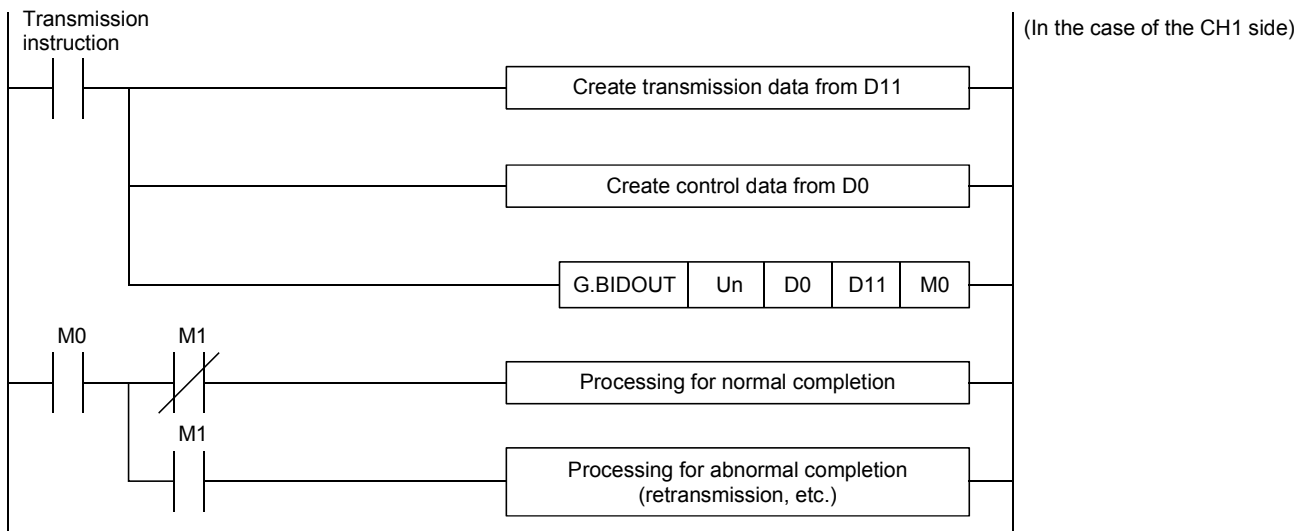 Transmission
instruction
(In the case of the CH1 side)
Create transmission data from D11
Create control data from D0
G.BIDOUT Un D0 D11 M0
M0 M1
Processing for normal completion
M1
Processing for abnormal completion
(retransmission, etc.)